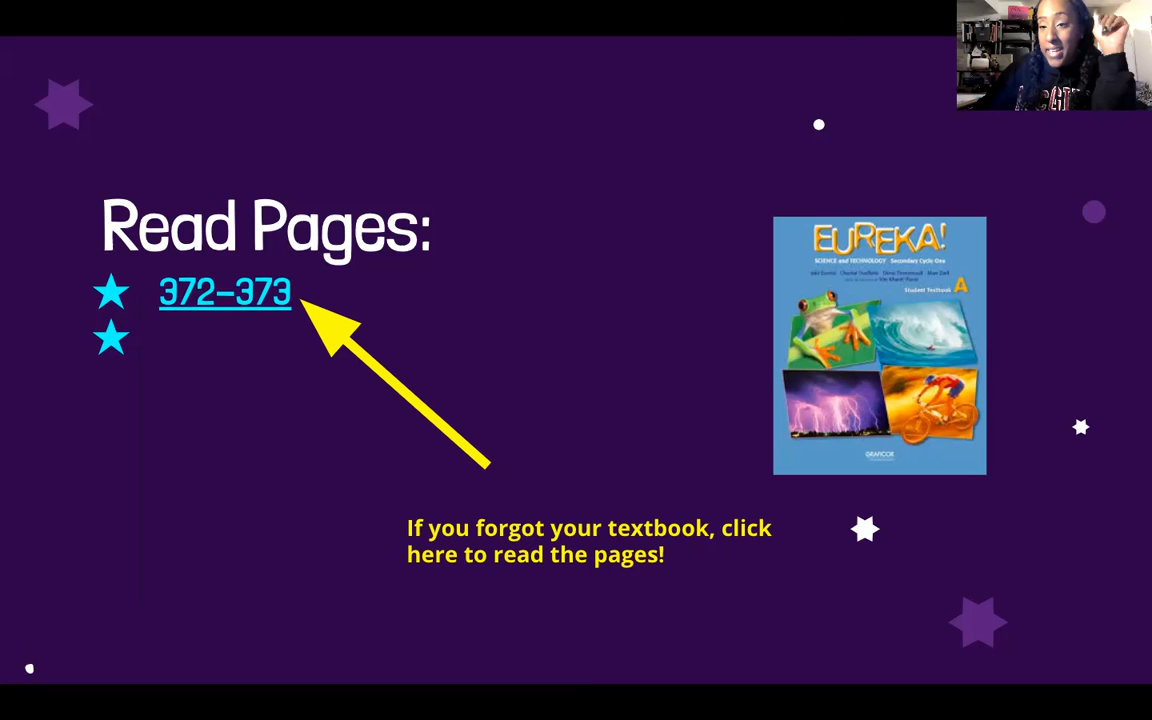 Read Pages:
372-373
If you forgot your textbook, click
here to read the pages!
EUREKA!
SCIENCE and TECHNOLOGY Secondary Cycle One
Student Textbook A
GRAFICOR